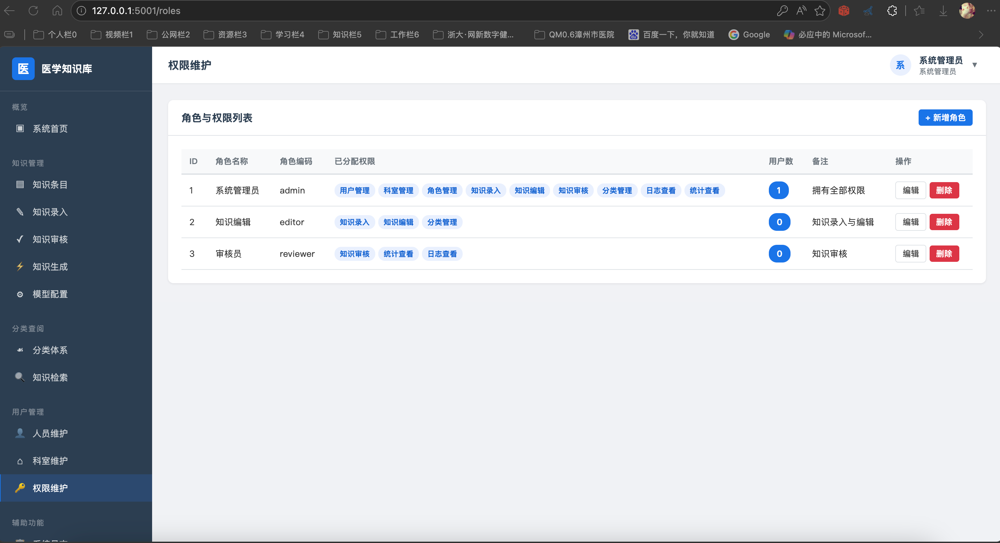 127.0.0.1:5001/roles
个人栏0 视频栏1 公网栏2 资源栏3 学习栏4 知识栏5 工作栏6 浙大·网新数字健... QM0.6漳州市医院 百度一下，你就知道 Google 必应中的 Microsof...
医 医学知识库
概览
系统首页
知识管理
知识条目
知识录入
知识审核
知识生成
模型配置
分类查阅
分类体系
知识检索
用户管理
人员维护
科室维护
权限维护
辅助功能
权限维护
系 系统管理员
系统管理员
角色与权限列表 + 新增角色
ID 角色名称 角色编码 已分配权限 用户数 备注 操作
1 系统管理员 admin 用户管理 科室管理 角色管理 知识录入 知识编辑 知识审核 分类管理 日志查看 统计查看 1 拥有全部权限 编辑 删除
2 知识编辑 editor 知识录入 知识编辑 分类管理 0 知识录入与编辑 编辑 删除
3 审核员 reviewer 知识审核 统计查看 日志查看 0 知识审核 编辑 删除